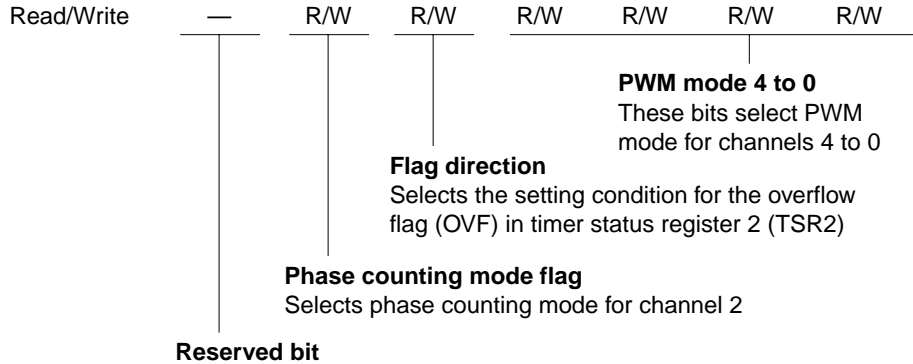 Read/Write — R/W R/W R/W R/W R/W R/W
PWM mode 4 to 0
These bits select PWM
mode for channels 4 to 0
Flag direction
Selects the setting condition for the overflow
flag (OVF) in timer status register 2 (TSR2)
Phase counting mode flag
Selects phase counting mode for channel 2
Reserved bit